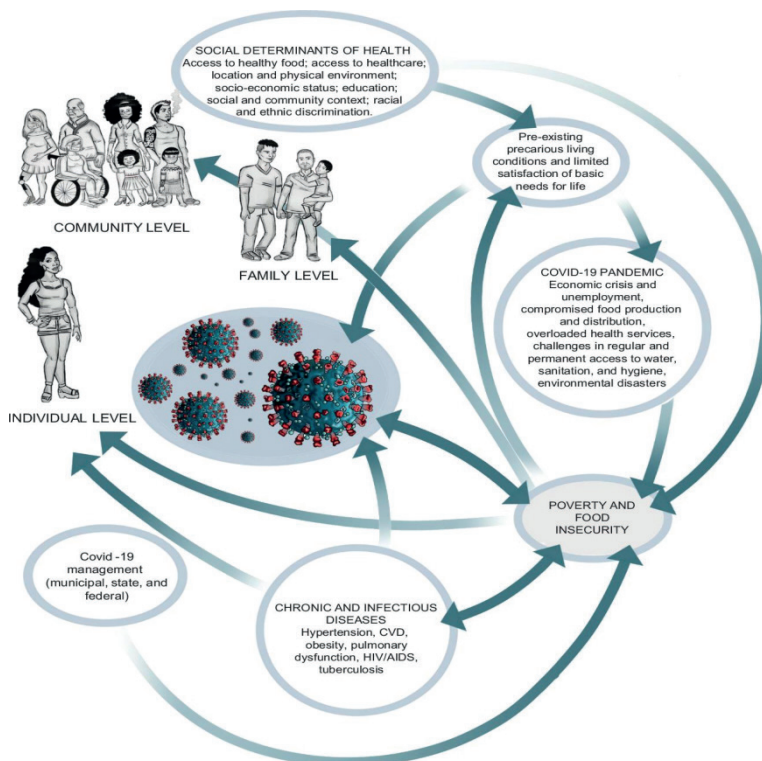 SOCIAL DETERMINANTS OF HEALTH
Access to healthy food; access to healthcare;
location and physical environment;
socio-economic status; education;
social and community context; racial
and ethnic discrimination.
Pre-existing
precarious living
conditions and limited
satisfaction of basic
needs for life
COMMUNITY LEVEL
FAMILY LEVEL
COVID-19 PANDEMIC
Economic crisis and
unemployment,
compromised food production
and distribution,
overloaded health services,
challenges in regular and
permanent access to water,
sanitation, and hygiene,
environmental disasters
INDIVIDUAL LEVEL
POVERTY AND
FOOD
INSECURITY
Covid -19
management
(municipal, state, and
federal)
CHRONIC AND INFECTIOUS
DISEASES
Hypertension, CVD,
obesity, pulmonary
dysfunction, HIV/AIDS,
tuberculosis